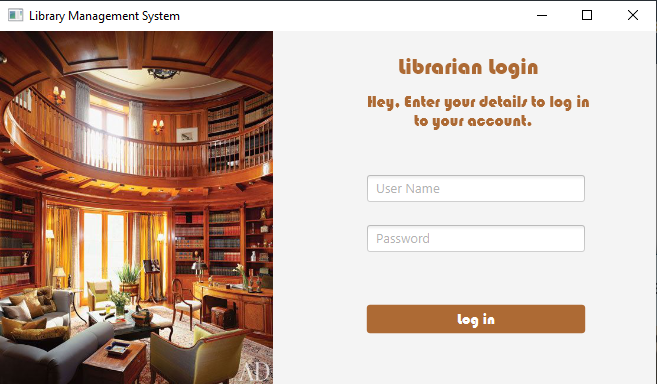 Library Management System
Librarian Login
Hey, Enter your details to log in
to your account.
User Name
Password
Log in
AD